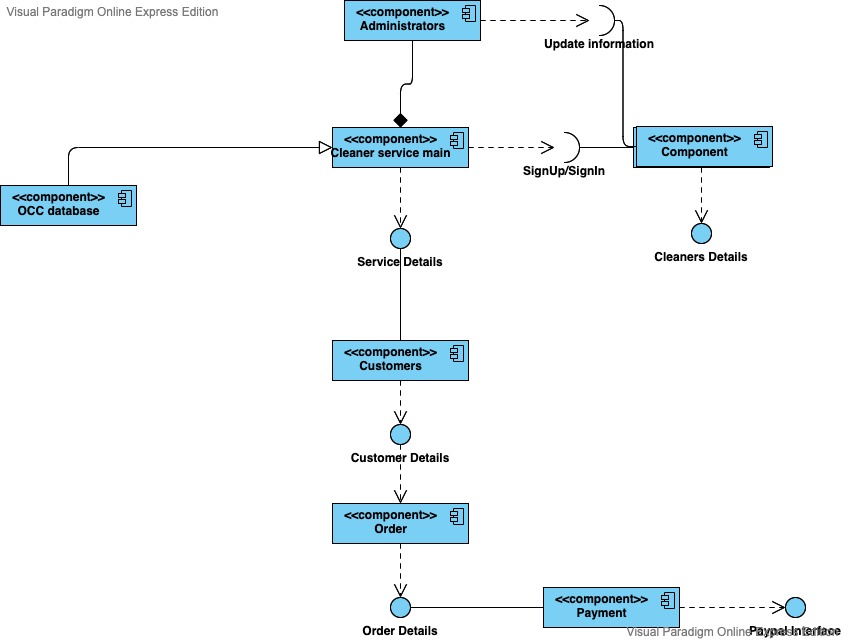 Visual Paradigm Online Express Edition
<<component>>
Administrators
Update information
<<component>>
Cleaner service main
SignUp/SignIn
<<component>>
Component
<<component>>
OCC database
Service Details
Cleaners Details
<<component>>
Customers
Customer Details
<<component>>
Order
<<component>>
Payment
Order Details
Paypal Interface
Visual Paradigm Online Express Edition